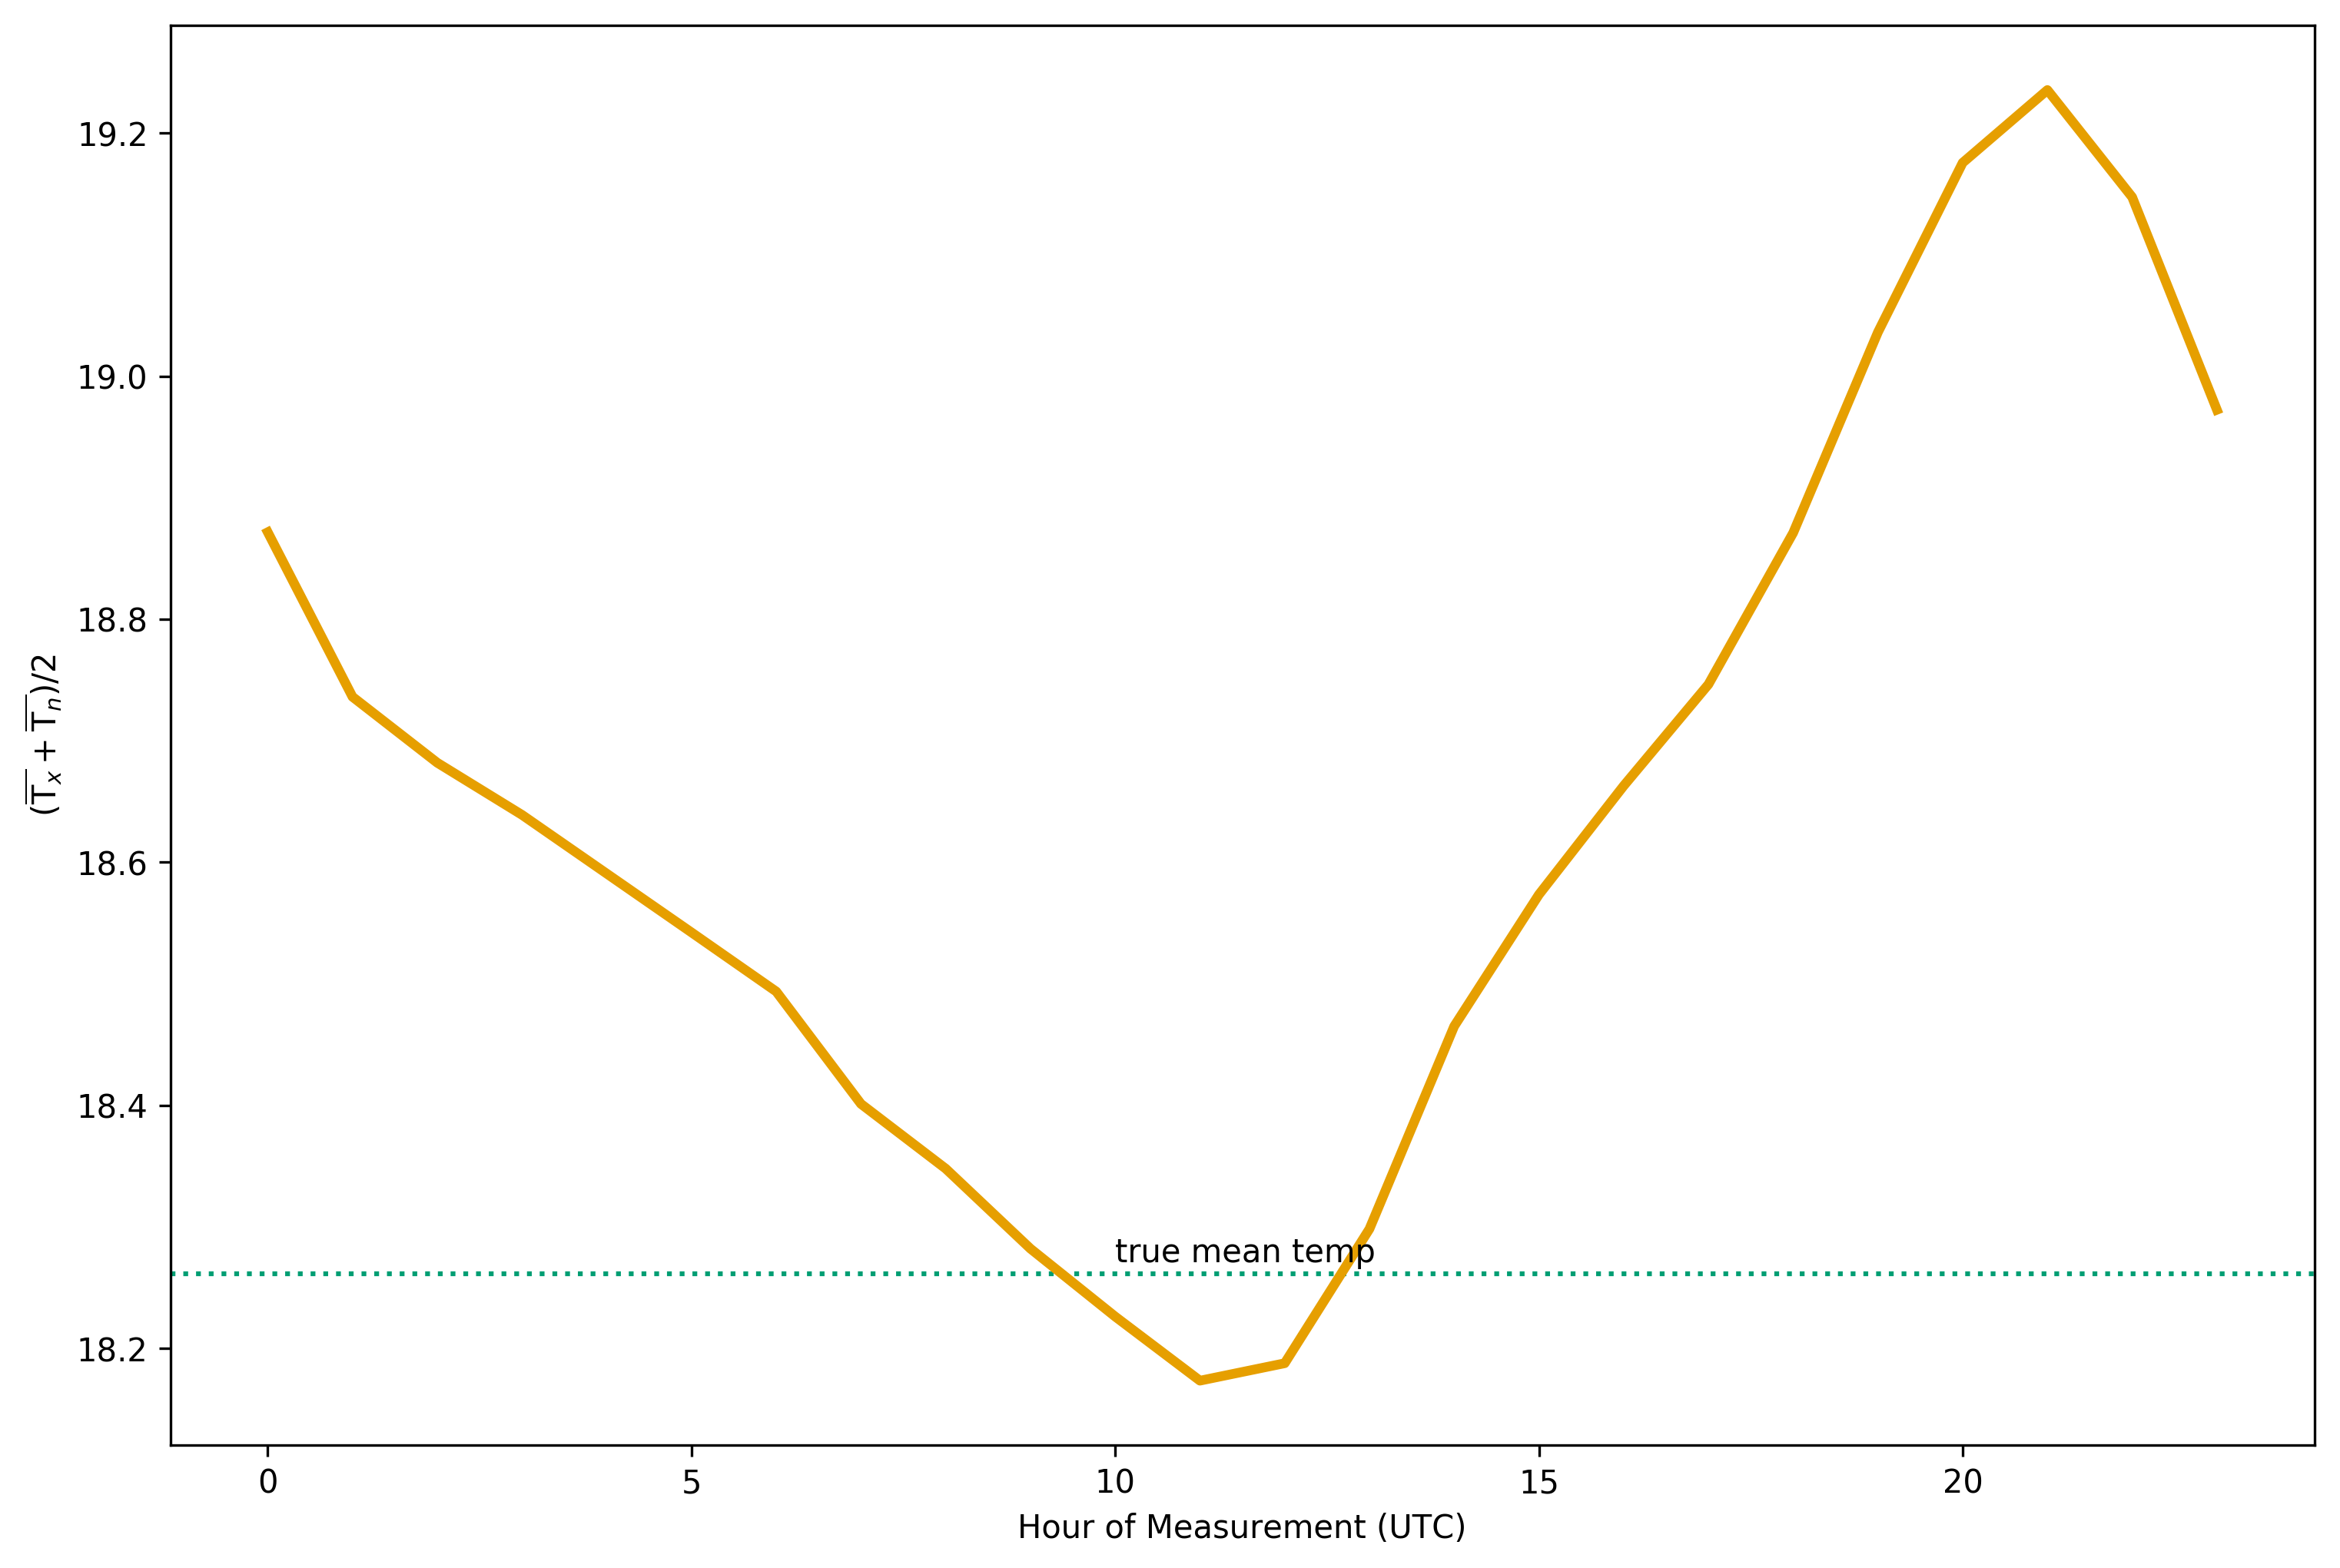 19.2
19.0
18.8
18.6
18.4
18.2
(T̅ₓ + T̅ₙ)/2
true mean temp
0 5 10 15 20
Hour of Measurement (UTC)